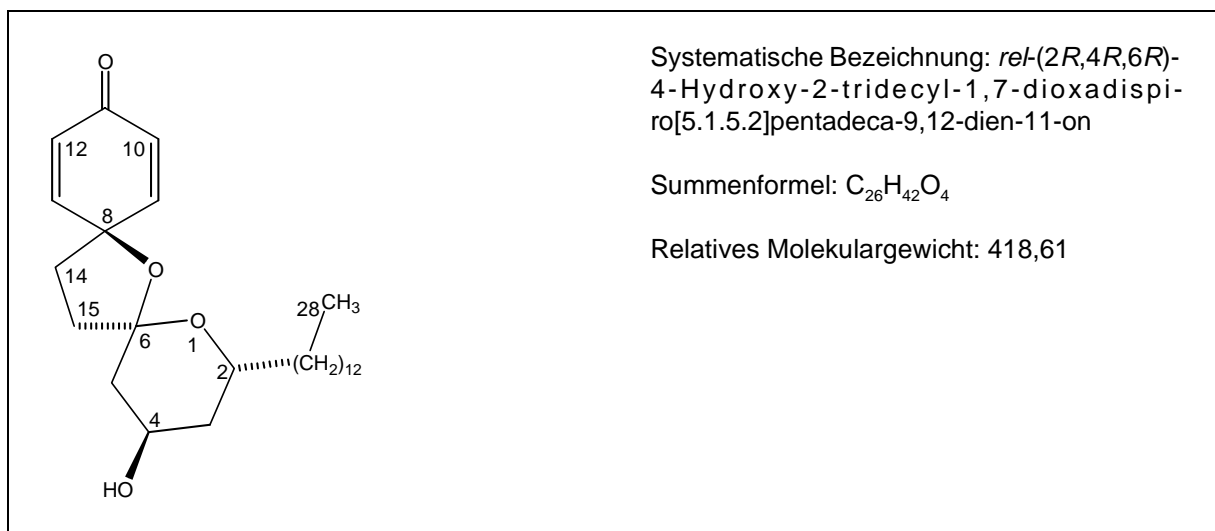 O
12
10
8
O
14
15
O
1
6
28
CH₃
2
(CH₂)₁₂
4
HO
Systematische Bezeichnung: rel-(2R,4R,6R)-
4-Hydroxy-2-tridecyl-1,7-dioxadispi-
ro[5.1.5.2]pentadeca-9,12-dien-11-on
Summenformel: C₂₆H₄₂O₄
Relatives Molekulargewicht: 418,61